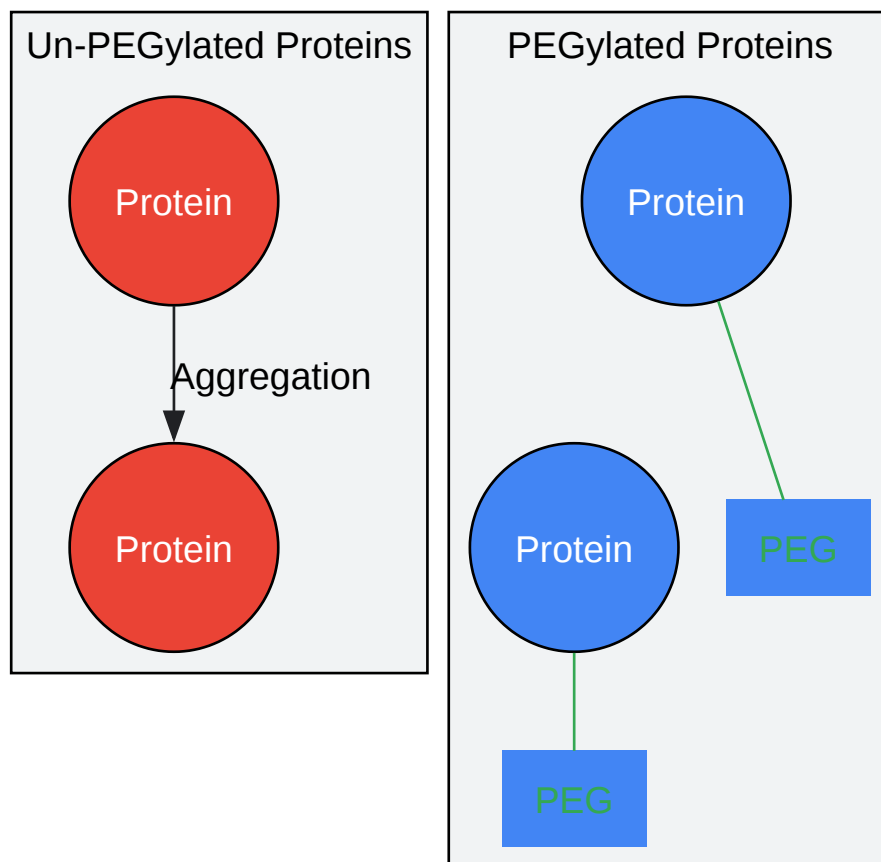 Un-PEGylated Proteins
Protein
Aggregation
Protein
PEGylated Proteins
Protein
Protein
PEG
PEG